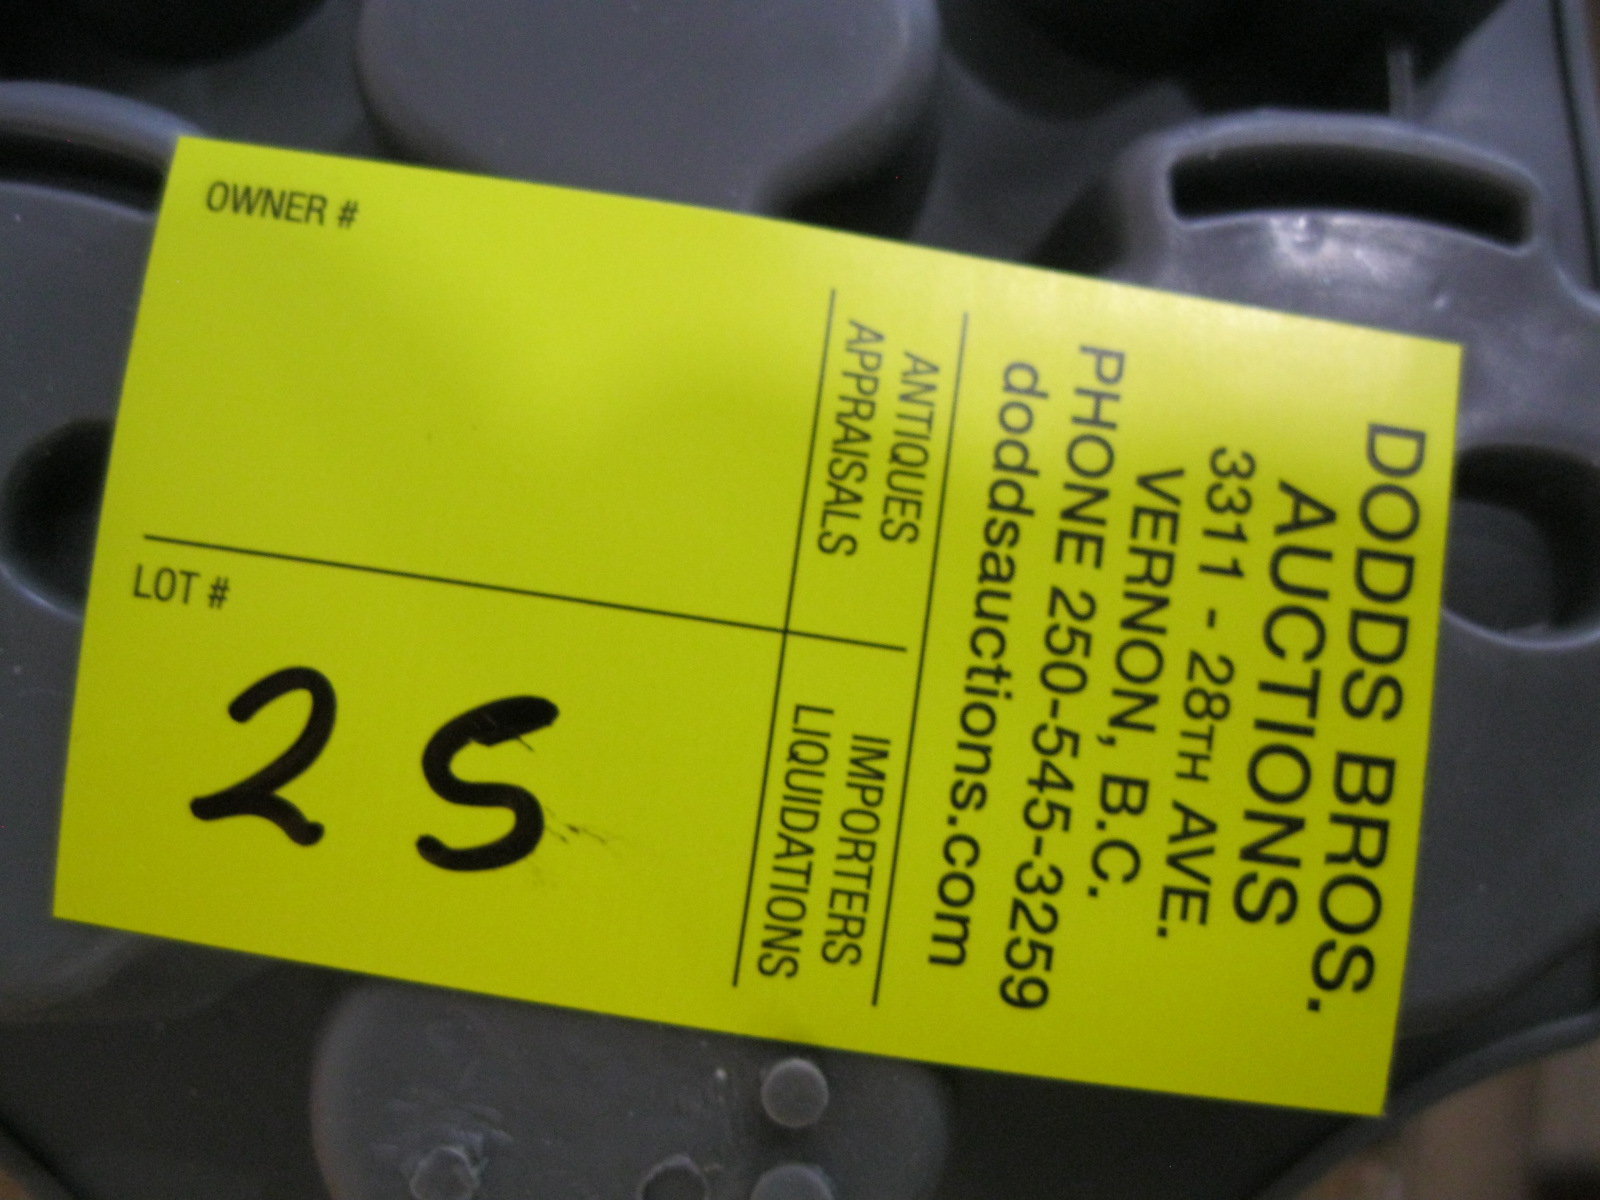 DODDS BROS.
AUCTIONS
3311 - 28TH AVE.
VERNON, B.C.
PHONE 250-545-3259
doddsauctions.com
ANTIQUES
APPRAISALS
IMPORTERS
LIQUIDATIONS
OWNER #
LOT #
25